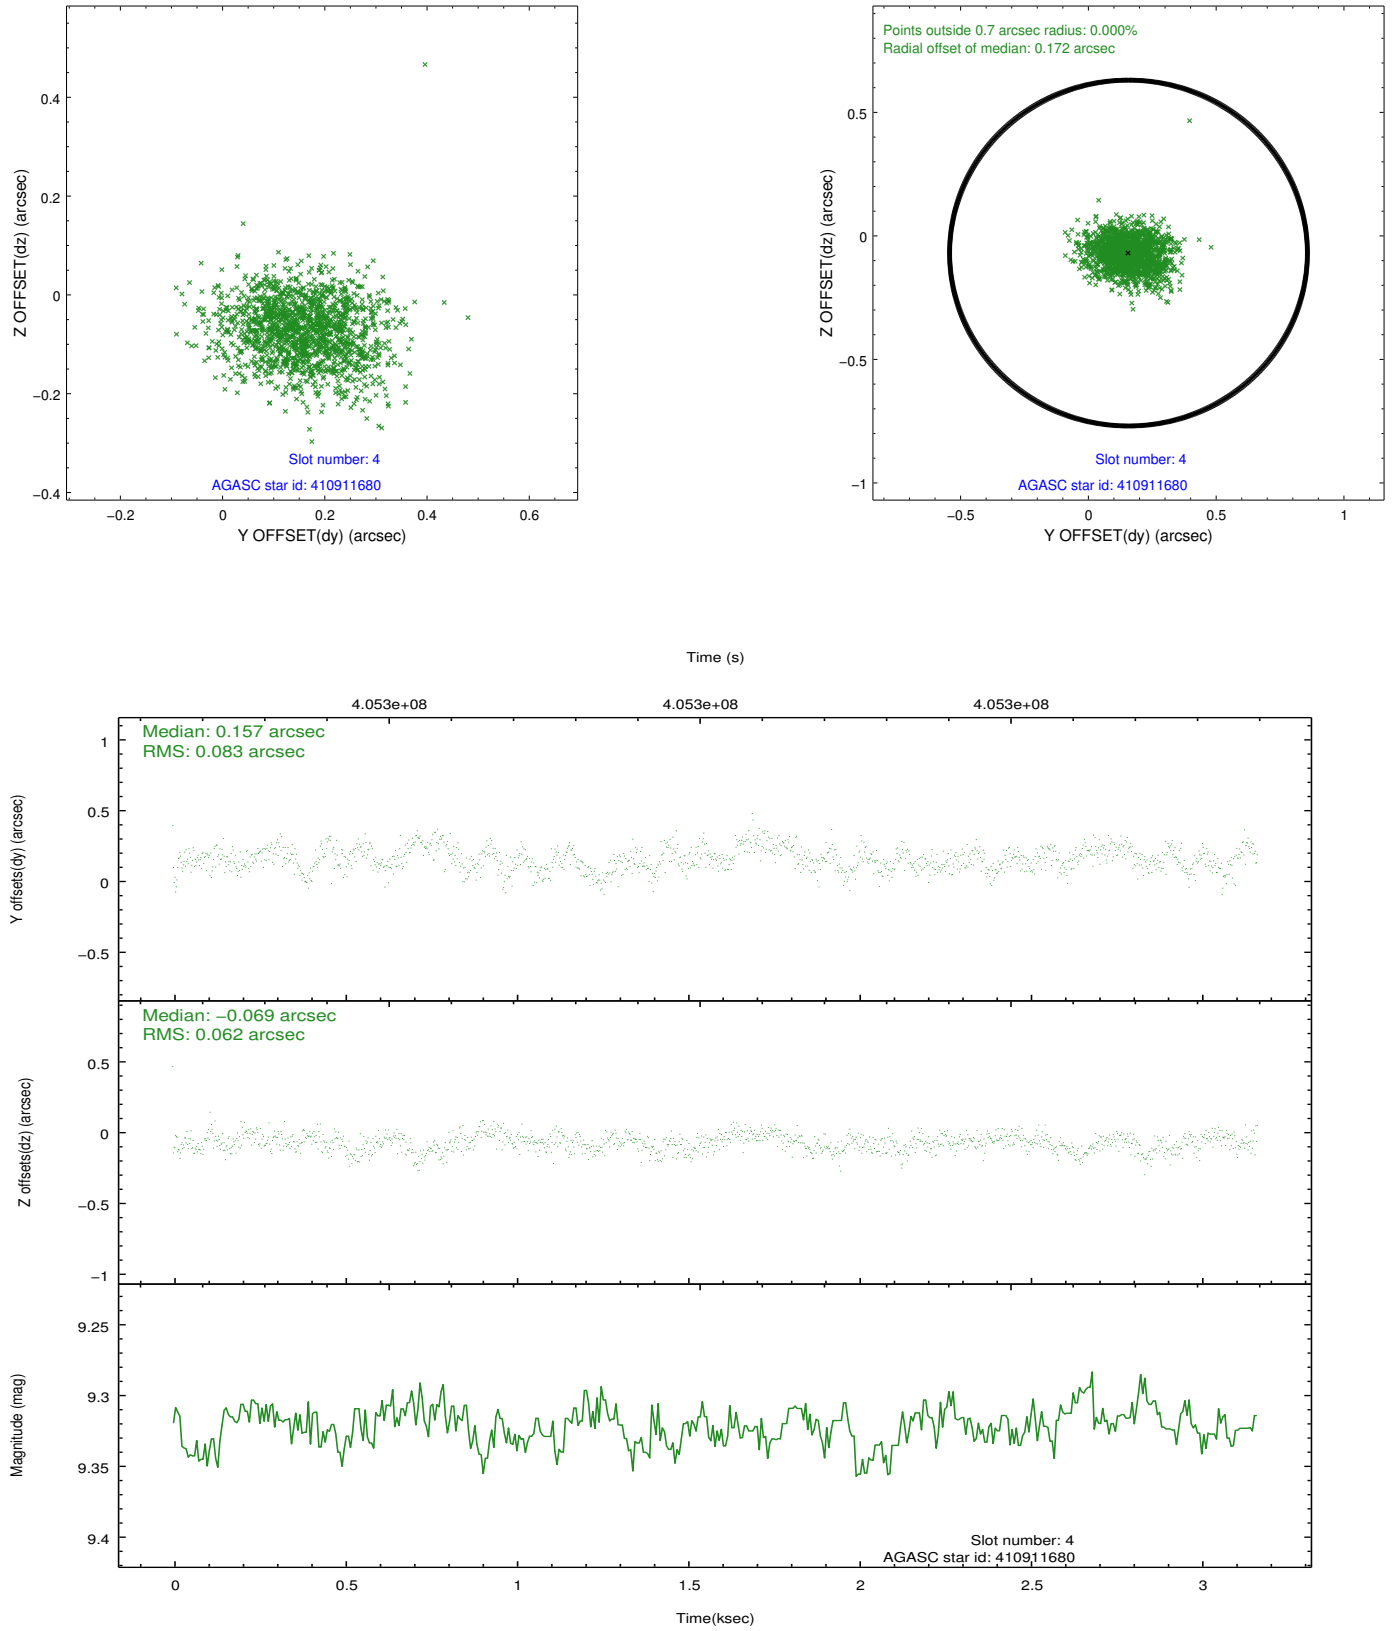 0.4
0.2
0
−0.2
−0.4
Z OFFSET(dz) (arcsec)
Slot number: 4
AGASC star id: 410911680
−0.2 0 0.2 0.4 0.6
Y OFFSET(dy) (arcsec)
Points outside 0.7 arcsec radius: 0.000%
Radial offset of median: 0.172 arcsec
0.5
0
−0.5
−1
Z OFFSET(dz) (arcsec)
Slot number: 4
AGASC star id: 410911680
−0.5 0 0.5 1
Y OFFSET(dy) (arcsec)
Time (s)
4.053e+08 4.053e+08 4.053e+08
Median: 0.157 arcsec
RMS: 0.083 arcsec
1
0.5
0
−0.5
Y offsets(dy) (arcsec)
Median: −0.069 arcsec
RMS: 0.062 arcsec
0.5
0
−0.5
−1
Z offsets(dz) (arcsec)
9.25
9.3
9.35
9.4
Magnitude (mag)
Slot number: 4
AGASC star id: 410911680
0 0.5 1 1.5 2 2.5 3
Time(ksec)